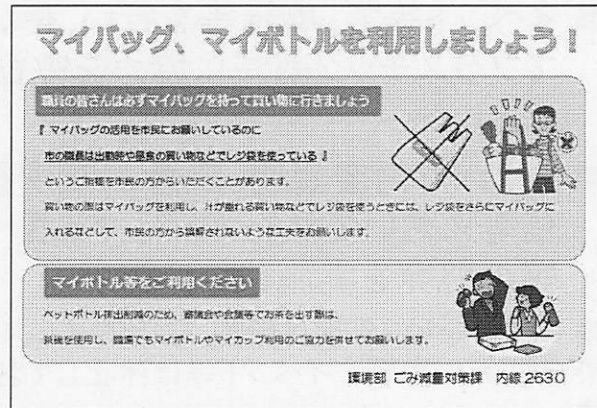 マイバッグ、マイボトルを利用しましょう！
職員の皆さんは必ずマイバッグを持って買い物に行きましょう
『 マイバッグの活用を市民にお願いしているのに
市の職員は出勤時や昼食の買い物などでレジ袋を使っている 』
というご指摘を市民の方からいただくことがあります。
買い物の際はマイバッグを利用し、汁が垂れる買い物などでレジ袋を使うときには、レジ袋をさらにマイバッグに
入れるなどして、市民の方から誤解されないような工夫をお願いします。
マイボトル等をご利用ください
ペットボトル排出削減のため、審議会や会議等でお茶を出す際は、
茶碗を使用し、職場でもマイボトルやマイカップ利用のご協力を併せてお願いします。
環境部 ごみ減量対策課 内線 2630